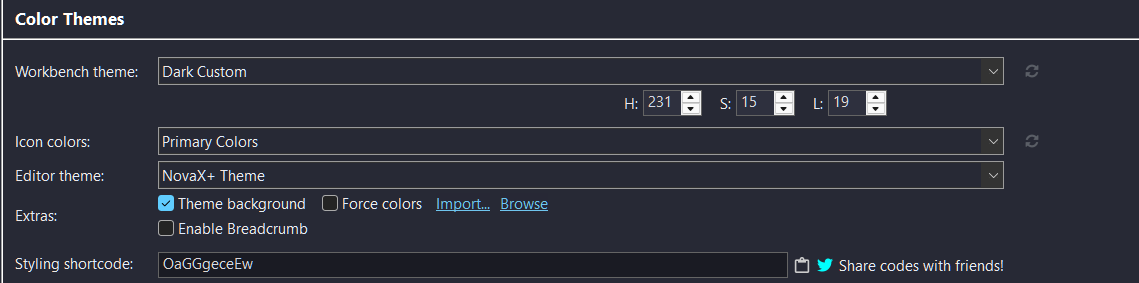 Color Themes
Workbench theme: Dark Custom
H: 231 S: 15 L: 19
Icon colors: Primary Colors
Editor theme: NovaX+ Theme
Extras: Theme background Force colors Import... Browse
Enable Breadcrumb
Styling shortcode: OaGGgeceEw Share codes with friends!